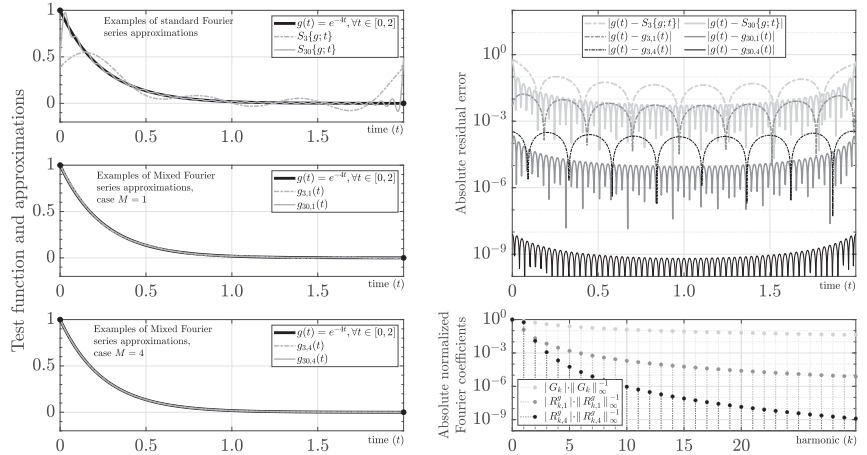 Test function and approximations
1
0.5
0
0
0.5
1.0
1.5
time (t)
Examples of standard Fourier
series approximations
g(t) = e^{-4t}, ∀t ∈ [0, 2]
S_3{g; t}
S_{30}{g; t}
1
0.5
0
0
0.5
1.0
1.5
time (t)
Examples of Mixed Fourier
series approximations,
case M = 1
g(t) = e^{-4t}, ∀t ∈ [0, 2]
g_{3,1}(t)
g_{30,1}(t)
1
0.5
0
0
0.5
1.0
1.5
time (t)
Examples of Mixed Fourier
series approximations,
case M = 4
g(t) = e^{-4t}, ∀t ∈ [0, 2]
g_{3,4}(t)
g_{30,4}(t)
Absolute residual error
10^0
10^{-3}
10^{-6}
10^{-9}
0
0.5
1.0
1.5
time (t)
|g(t) − S_3{g; t}|
|g(t) − g_{3,1}(t)|
|g(t) − g_{3,4}(t)|
|g(t) − S_{30}{g; t}|
|g(t) − g_{30,1}(t)|
|g(t) − g_{30,4}(t)|
Absolute normalized
Fourier coefficients
10^0
10^{-3}
10^{-6}
10^{-9}
0
5
10
15
20
harmonic (k)
| G_k |·‖ G_k ‖_∞^{-1}
| R^g_{k,1} |·‖ R^g_{k,1} ‖_∞^{-1}
| R^g_{k,4} |·‖ R^g_{k,4} ‖_∞^{-1}